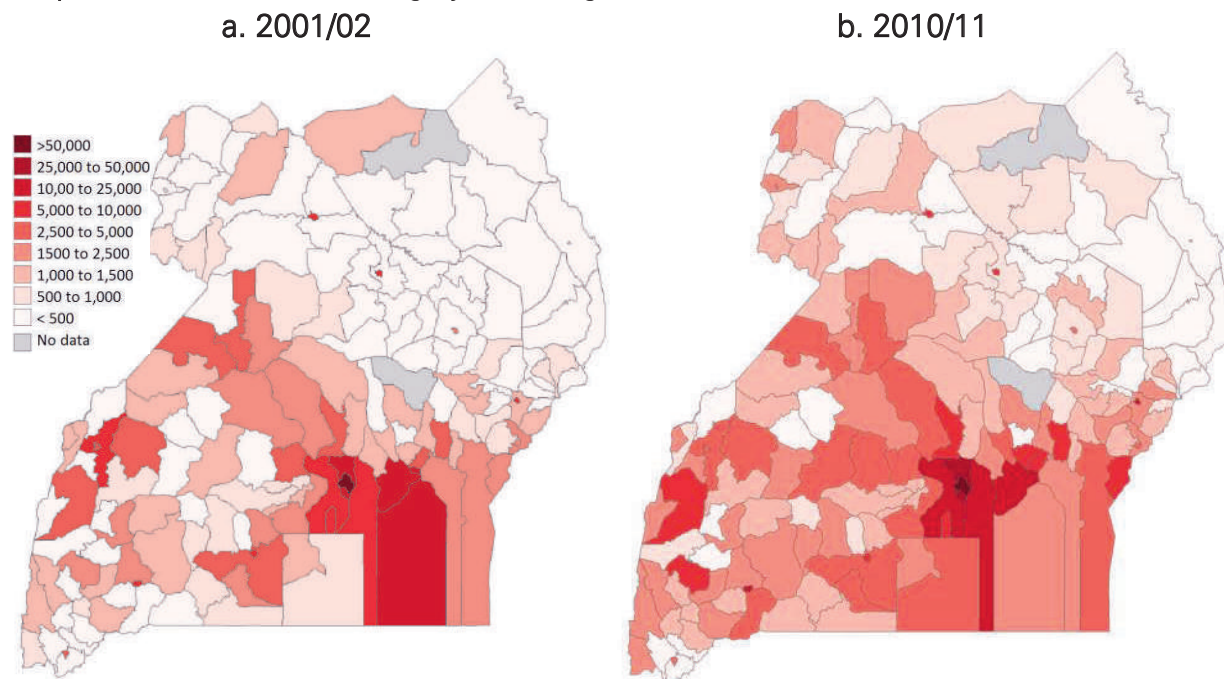 a. 2001/02
b. 2010/11
>50,000
25,000 to 50,000
10,00 to 25,000
5,000 to 10,000
2,500 to 5,000
1500 to 2,500
1,000 to 1,500
500 to 1,000
< 500
No data